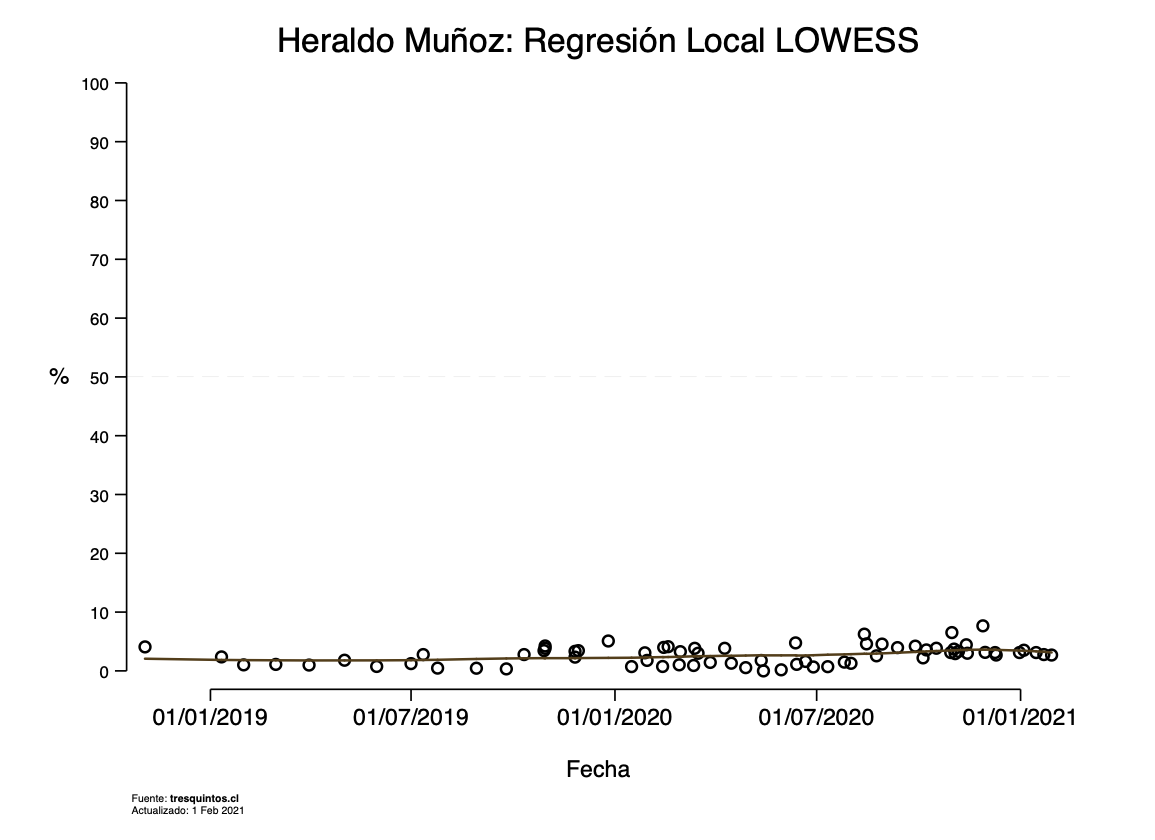 Heraldo Muñoz: Regresión Local LOWESS
100
90
80
70
60
% 50
40
30
20
10
0
01/01/2019 01/07/2019 01/01/2020 01/07/2020 01/01/2021
Fecha
Fuente: tresquintos.cl
Actualizado: 1 Feb 2021